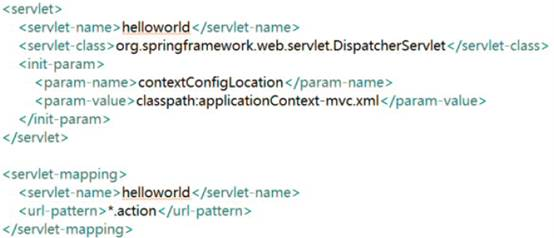 <servlet>
<servlet-name>helloworld</servlet-name>
<servlet-class>org.springframework.web.servlet.DispatcherServlet</servlet-class>
<init-param>
<param-name>contextConfigLocation</param-name>
<param-value>classpath:applicationContext-mvc.xml</param-value>
</init-param>
</servlet>

<servlet-mapping>
<servlet-name>helloworld</servlet-name>
<url-pattern>*.action</url-pattern>
</servlet-mapping>